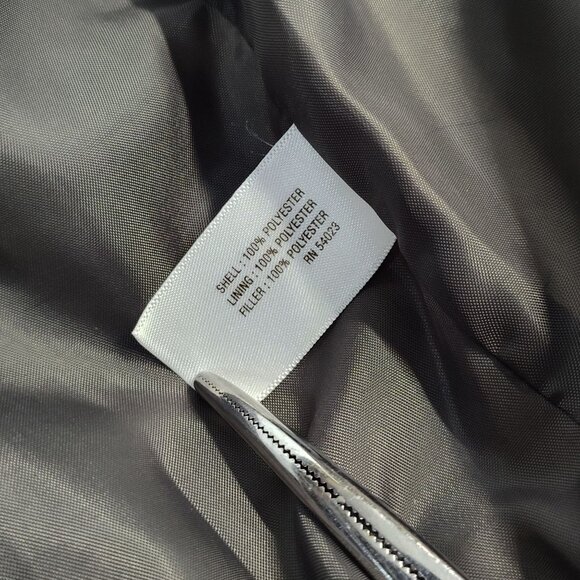 SHELL : 100% POLYESTER
LINING : 100% POLYESTER
FILLER : 100% POLYESTER
RN 54023